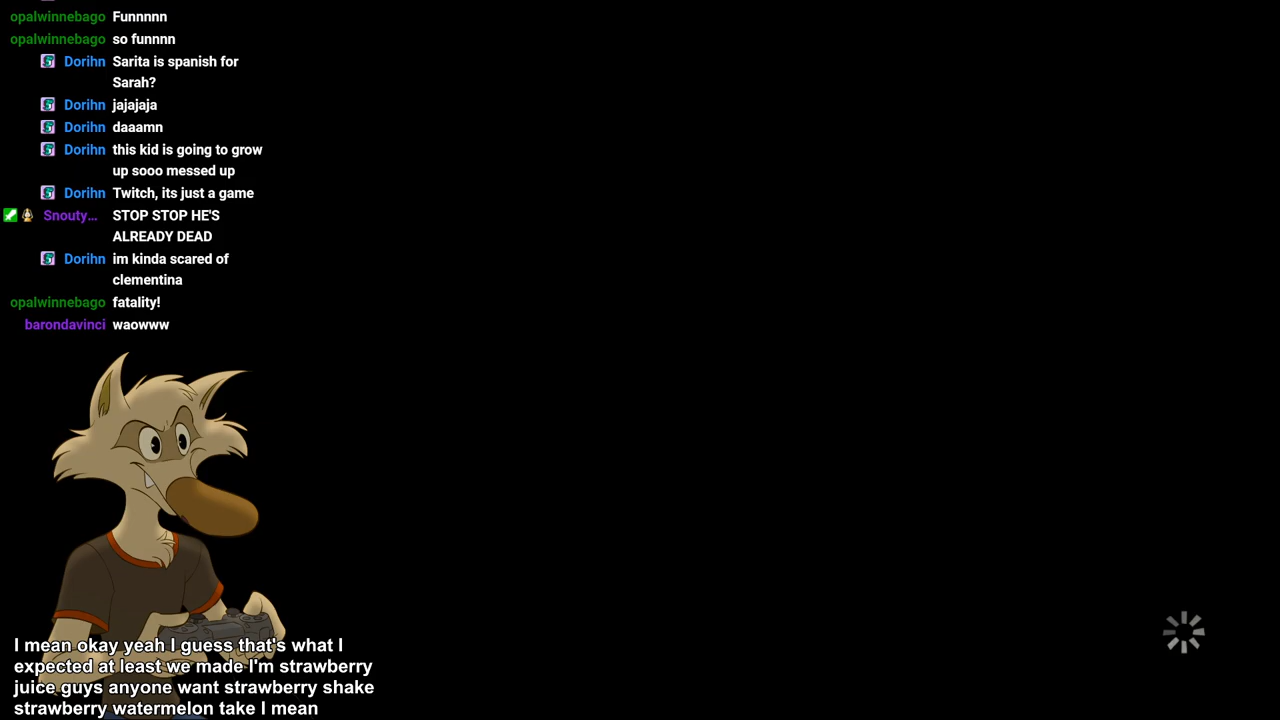 opalwinnebago Funnnnn
opalwinnebago so funnnn
Dorihn Sarita is spanish for
Sarah?
Dorihn jajajaja
Dorihn daaamn
Dorihn this kid is going to grow
up sooo messed up
Dorihn Twitch, its just a game
Snouty... STOP STOP HE'S
ALREADY DEAD
Dorihn im kinda scared of
clementina
opalwinnebago fatality!
barondavinci waowww
I mean okay yeah I guess that's what I
expected at least we made I'm strawberry
juice guys anyone want strawberry shake
strawberry watermelon take I mean